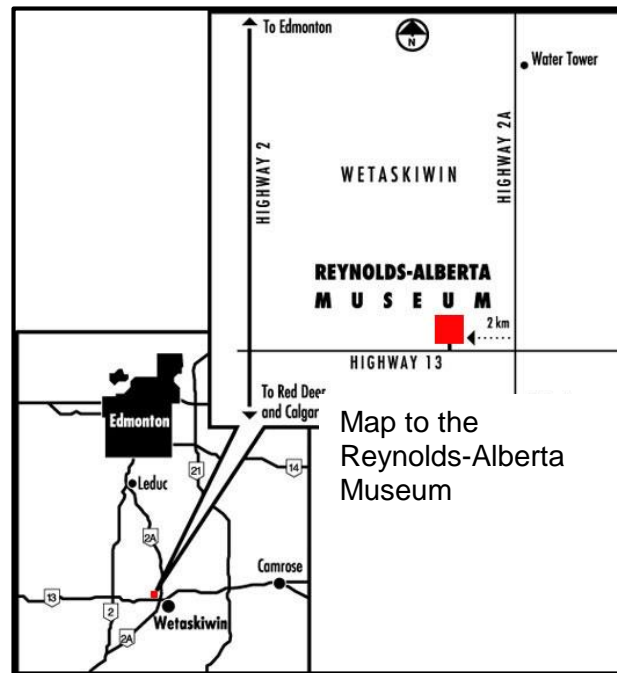 To Edmonton
N
Water Tower
HIGHWAY 2
HIGHWAY 2A
WETASKIWIN
REYNOLDS-ALBERTA
MUSEUM
2 km
HIGHWAY 13
To Red Deer
and Calgar
Map to the
Reynolds-Alberta
Museum
Edmonton
21
14
Leduc
2A
Camrose
13
2
Wetaskiwin
2A